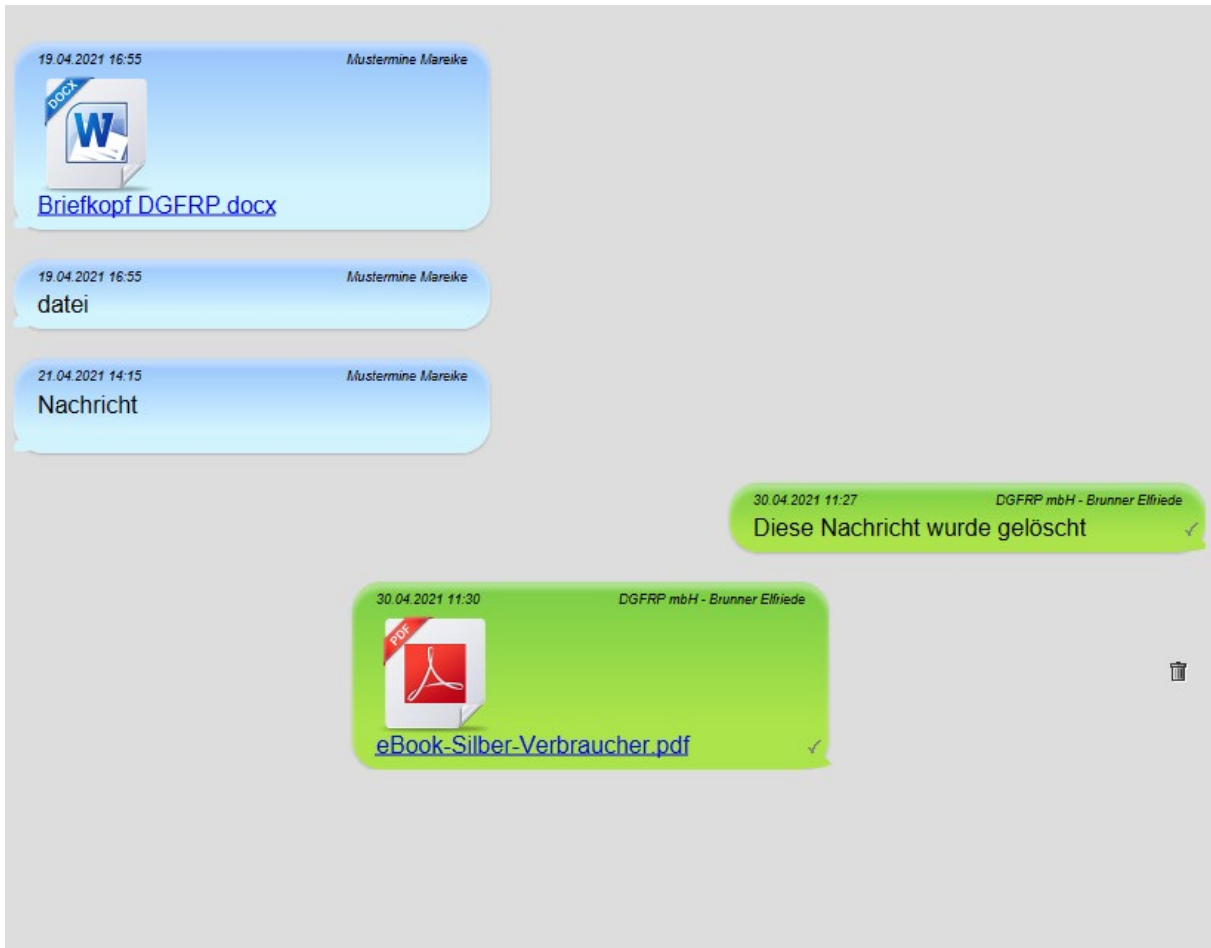 19.04.2021 16:55 Mustermine Mareike
DOCX
W
Briefkopf DGFRP.docx
19.04.2021 16:55 Mustermine Mareike
datei
21.04.2021 14:15 Mustermine Mareike
Nachricht
30.04.2021 11:27 DGFRP mbH - Brunner Elfriede
Diese Nachricht wurde gelöscht
30.04.2021 11:30 DGFRP mbH - Brunner Elfriede
PDF
eBook-Silber-Verbraucher.pdf